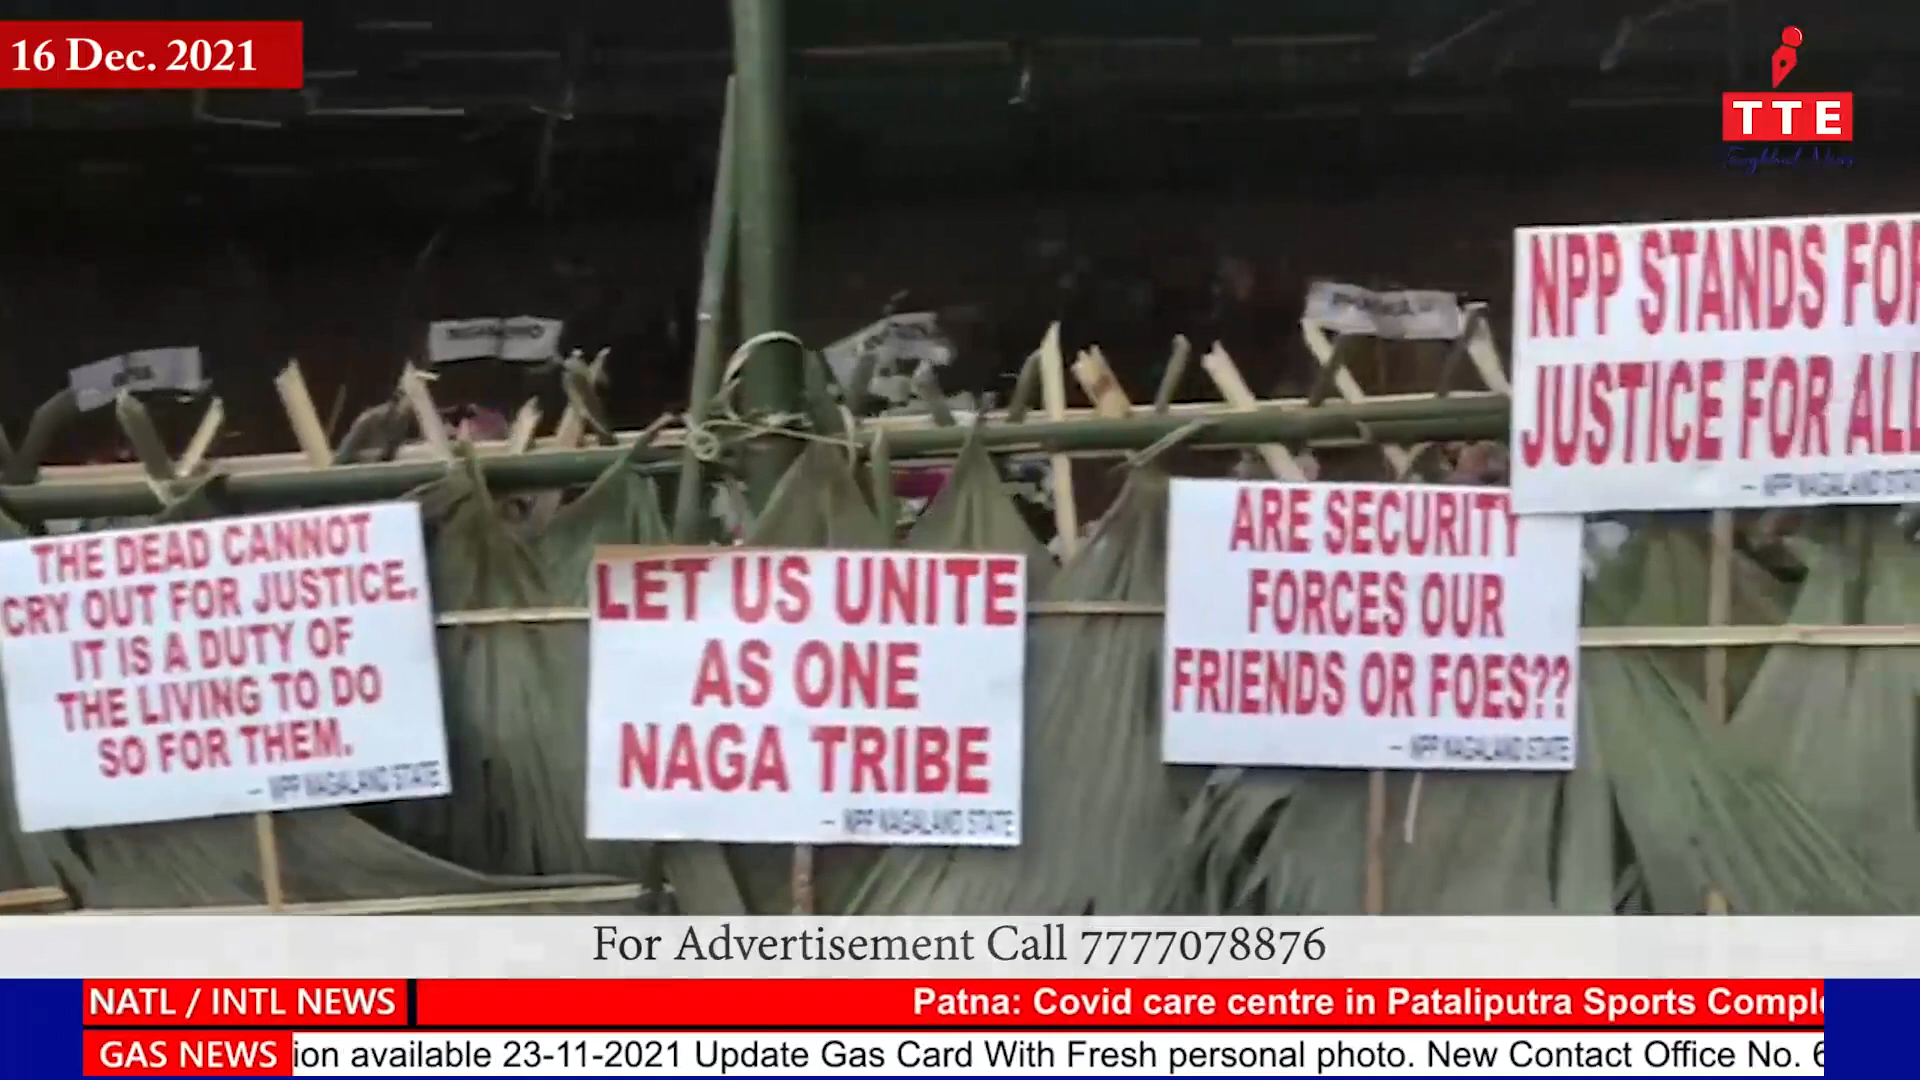 16 Dec. 2021
TTE
NPP STANDS FOR
JUSTICE FOR ALL
— NPP NAGALAND STAT
THE DEAD CANNOT
CRY OUT FOR JUSTICE.
IT IS A DUTY OF
THE LIVING TO DO
SO FOR THEM.
— NPP NAGALAND STATE
LET US UNITE
AS ONE
NAGA TRIBE
— NPP NAGALAND STATE
ARE SECURITY
FORCES OUR
FRIENDS OR FOES??
— NPP NAGALAND STATE
For Advertisement Call 7777078876
NATL / INTL NEWS
Patna: Covid care centre in Pataliputra Sports Compl
GAS NEWS
ion available 23-11-2021 Update Gas Card With Fresh personal photo. New Contact Office No. 6